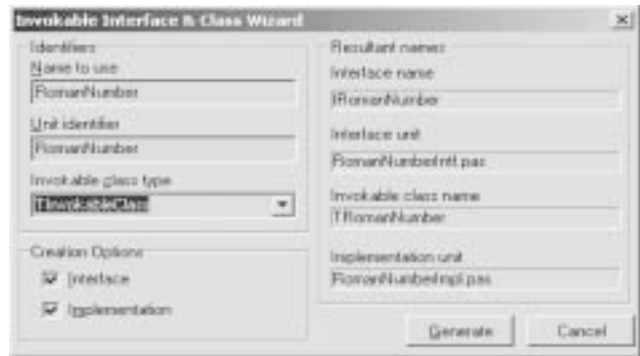 Invokable Interface & Class Wizard
Identifiers
Name to use
RomanNumber
Unit identifier
RomanNumber
Invokable class type
TInvokableClass
Creation Options
Interface
Implementation
Resultant names
Interface name
IRomanNumber
Interface unit
RomanNumberIntf.pas
Invokable class name
TRomanNumber
Implementation unit
RomanNumberImpl.pas
Generate
Cancel